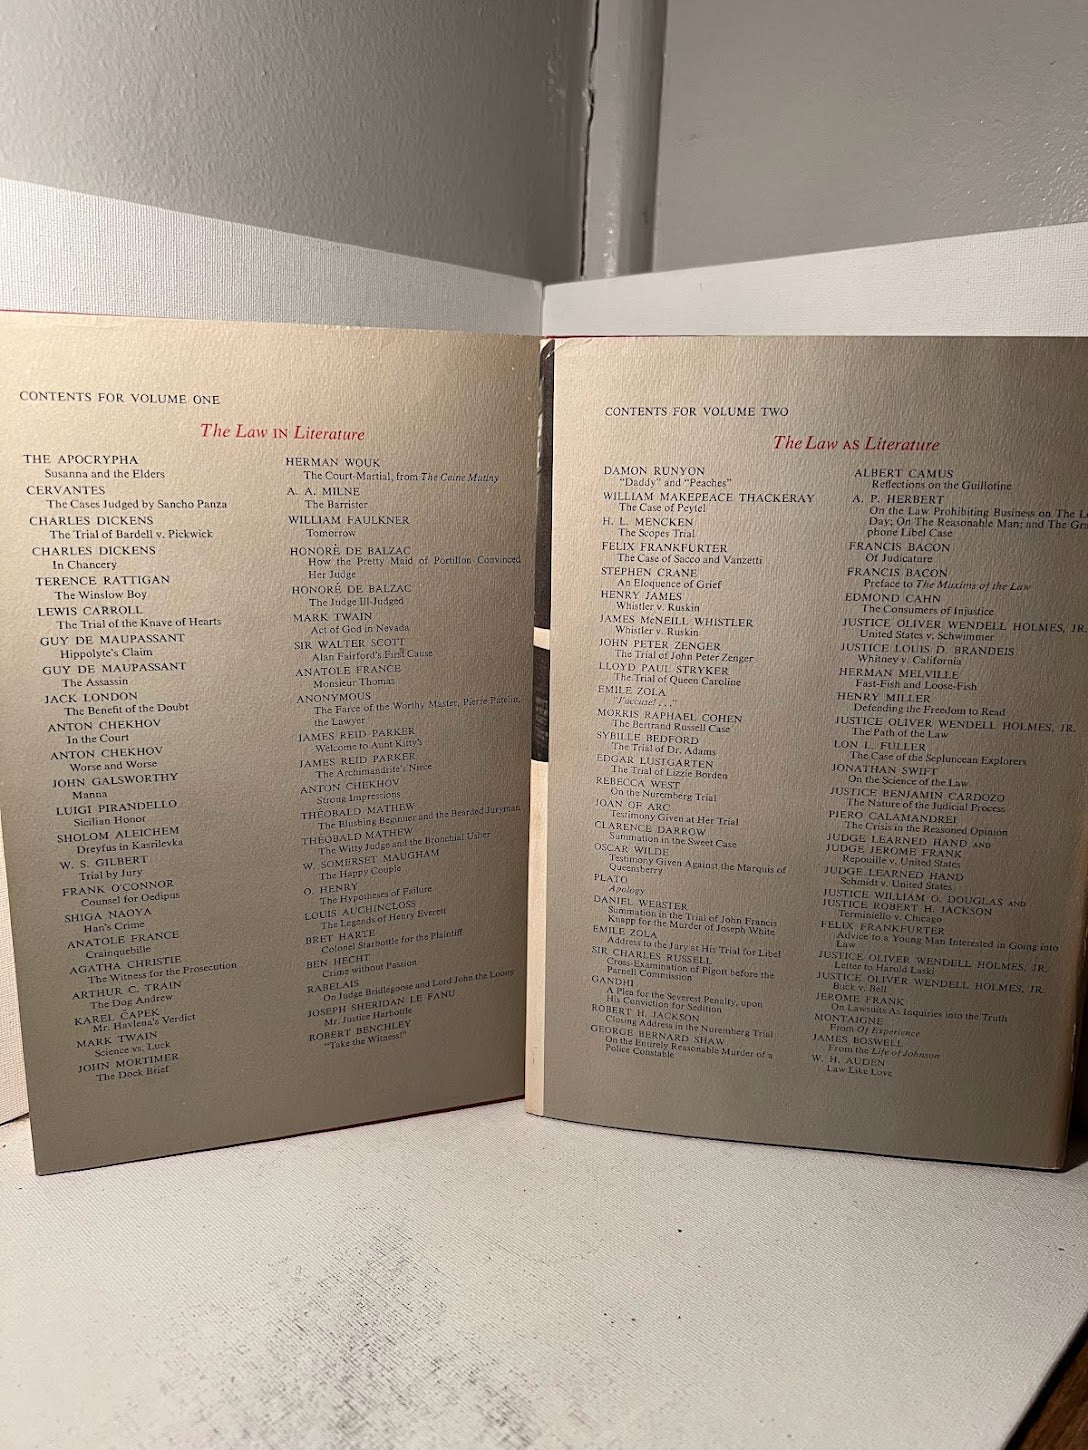 CONTENTS FOR VOLUME ONE
The Law IN Literature
THE APOCRYPHA
Susanna and the Elders
CERVANTES
The Cases Judged by Sancho Panza
CHARLES DICKENS
The Trial of Bardell v. Pickwick
CHARLES DICKENS
In Chancery
TERENCE RATTIGAN
The Winslow Boy
LEWIS CARROLL
The Trial of the Knave of Hearts
GUY DE MAUPASSANT
Hippolyte's Claim
GUY DE MAUPASSANT
The Assassin
JACK LONDON
The Benefit of the Doubt
ANTON CHEKHOV
In the Court
ANTON CHEKHOV
Worse and Worse
JOHN GALSWORTHY
Manna
LUIGI PIRANDELLO
Sicilian Honor
SHOLOM ALEICHEM
Dreyfus in Kasrilevka
W. S. GILBERT
Trial by Jury
FRANK O'CONNOR
Counsel for Oedipus
SHIGA NAOYA
Han's Crime
ANATOLE FRANCE
Crainquebille
AGATHA CHRISTIE
The Witness for the Prosecution
ARTHUR C. TRAIN
The Dog Andrew
KAREL ČAPEK
Mr. Havlena's Verdict
MARK TWAIN
Science vs. Luck
JOHN MORTIMER
The Dock Brief
HERMAN WOUK
The Court-Martial, from The Caine Mutiny
A. A. MILNE
The Barrister
WILLIAM FAULKNER
Tomorrow
HONORÉ DE BALZAC
How the Pretty Maid of Portillon Convinced
Her Judge
HONORÉ DE BALZAC
The Judge Ill-Judged
MARK TWAIN
Act of God in Nevada
SIR WALTER SCOTT
Alan Fairford's First Cause
ANATOLE FRANCE
Monsieur Thomas
ANONYMOUS
The Farce of the Worthy Master, Pierre Patelin,
the Lawyer
JAMES REID PARKER
Welcome to Aunt Kitty's
JAMES REID PARKER
The Archimandrite's Niece
ANTON CHEKHOV
Strong Impressions
THÉOBALD MATHEW
The Blushing Beginner and the Bearded Juryman
THÉOBALD MATHEW
The Witty Judge and the Bronchial Usher
W. SOMERSET MAUGHAM
The Happy Couple
O. HENRY
The Hypotheses of Failure
LOUIS AUCHINCLOSS
The Legends of Henry Everett
BRET HARTE
Colonel Starbottle for the Plaintiff
BEN HECHT
Crime without Passion
RABELAIS
On Judge Bridlegoose and Lord John the Loony
JOSEPH SHERIDAN LE FANU
Mr. Justice Harbottle
ROBERT BENCHLEY
"Take the Witness!"
CONTENTS FOR VOLUME TWO
The Law AS Literature
DAMON RUNYON
"Daddy" and "Peaches"
WILLIAM MAKEPEACE THACKERAY
The Case of Peytel
H. L. MENCKEN
The Scopes Trial
FELIX FRANKFURTER
The Case of Sacco and Vanzetti
STEPHEN CRANE
An Eloquence of Grief
HENRY JAMES
Whistler v. Ruskin
JAMES McNEILL WHISTLER
Whistler v. Ruskin
JOHN PETER ZENGER
The Trial of John Peter Zenger
LLOYD PAUL STRYKER
The Trial of Queen Caroline
EMILE ZOLA
"J'accuse! . . ."
MORRIS RAPHAEL COHEN
The Bertrand Russell Case
SYBILLE BEDFORD
The Trial of Dr. Adams
EDGAR LUSTGARTEN
The Trial of Lizzie Borden
REBECCA WEST
On the Nuremberg Trial
JOAN OF ARC
Testimony Given at Her Trial
CLARENCE DARROW
Summation in the Sweet Case
OSCAR WILDE
Testimony Given Against the Marquis of
Queensberry
PLATO
Apology
DANIEL WEBSTER
Summation in the Trial of John Francis
Knapp for the Murder of Joseph White
EMILE ZOLA
Address to the Jury at His Trial for Libel
SIR CHARLES RUSSELL
Cross-Examination of Pigott before the
Parnell Commission
GANDHI
A Plea for the Severest Penalty, upon
His Conviction for Sedition
ROBERT H. JACKSON
Closing Address in the Nuremberg Trial
GEORGE BERNARD SHAW
On the Entirely Reasonable Murder of a
Police Constable
ALBERT CAMUS
Reflections on the Guillotine
A. P. HERBERT
On the Law Prohibiting Business on The
Day; On The Reasonable Man; and The
phone Libel Case
FRANCIS BACON
Of Judicature
FRANCIS BACON
Preface to The Maxims of the Law
EDMOND CAHN
The Consumers of Injustice
JUSTICE OLIVER WENDELL HOLMES, JR.
United States v. Schwimmer
JUSTICE LOUIS D. BRANDEIS
Whitney v. California
HERMAN MELVILLE
Fast-Fish and Loose-Fish
HENRY MILLER
Defending the Freedom to Read
JUSTICE OLIVER WENDELL HOLMES, JR.
The Path of the Law
LON L. FULLER
The Case of the Spelluncean Explorers
JONATHAN SWIFT
On the Science of the Law
JUSTICE BENJAMIN CARDOZO
The Nature of the Judicial Process
PIERO CALAMANDREI
The Crisis in the Reasoned Opinion
JUDGE LEARNED HAND AND
JUDGE JEROME FRANK
Repouille v. United States
JUDGE LEARNED HAND
Schmidt v. United States
JUSTICE WILLIAM O. DOUGLAS AND
JUSTICE ROBERT H. JACKSON
Terminiello v. Chicago
FELIX FRANKFURTER
Advice to a Young Man Interested in Going into
Law
JUSTICE OLIVER WENDELL HOLMES, JR.
Letter to Harold Laski
JUSTICE OLIVER WENDELL HOLMES, JR.
Buck v. Bell
JEROME FRANK
On Lawsuits As Inquiries into the Truth
MONTAIGNE
From Of Experience
JAMES BOSWELL
From the Life of Johnson
W. H. AUDEN
Law Like Love